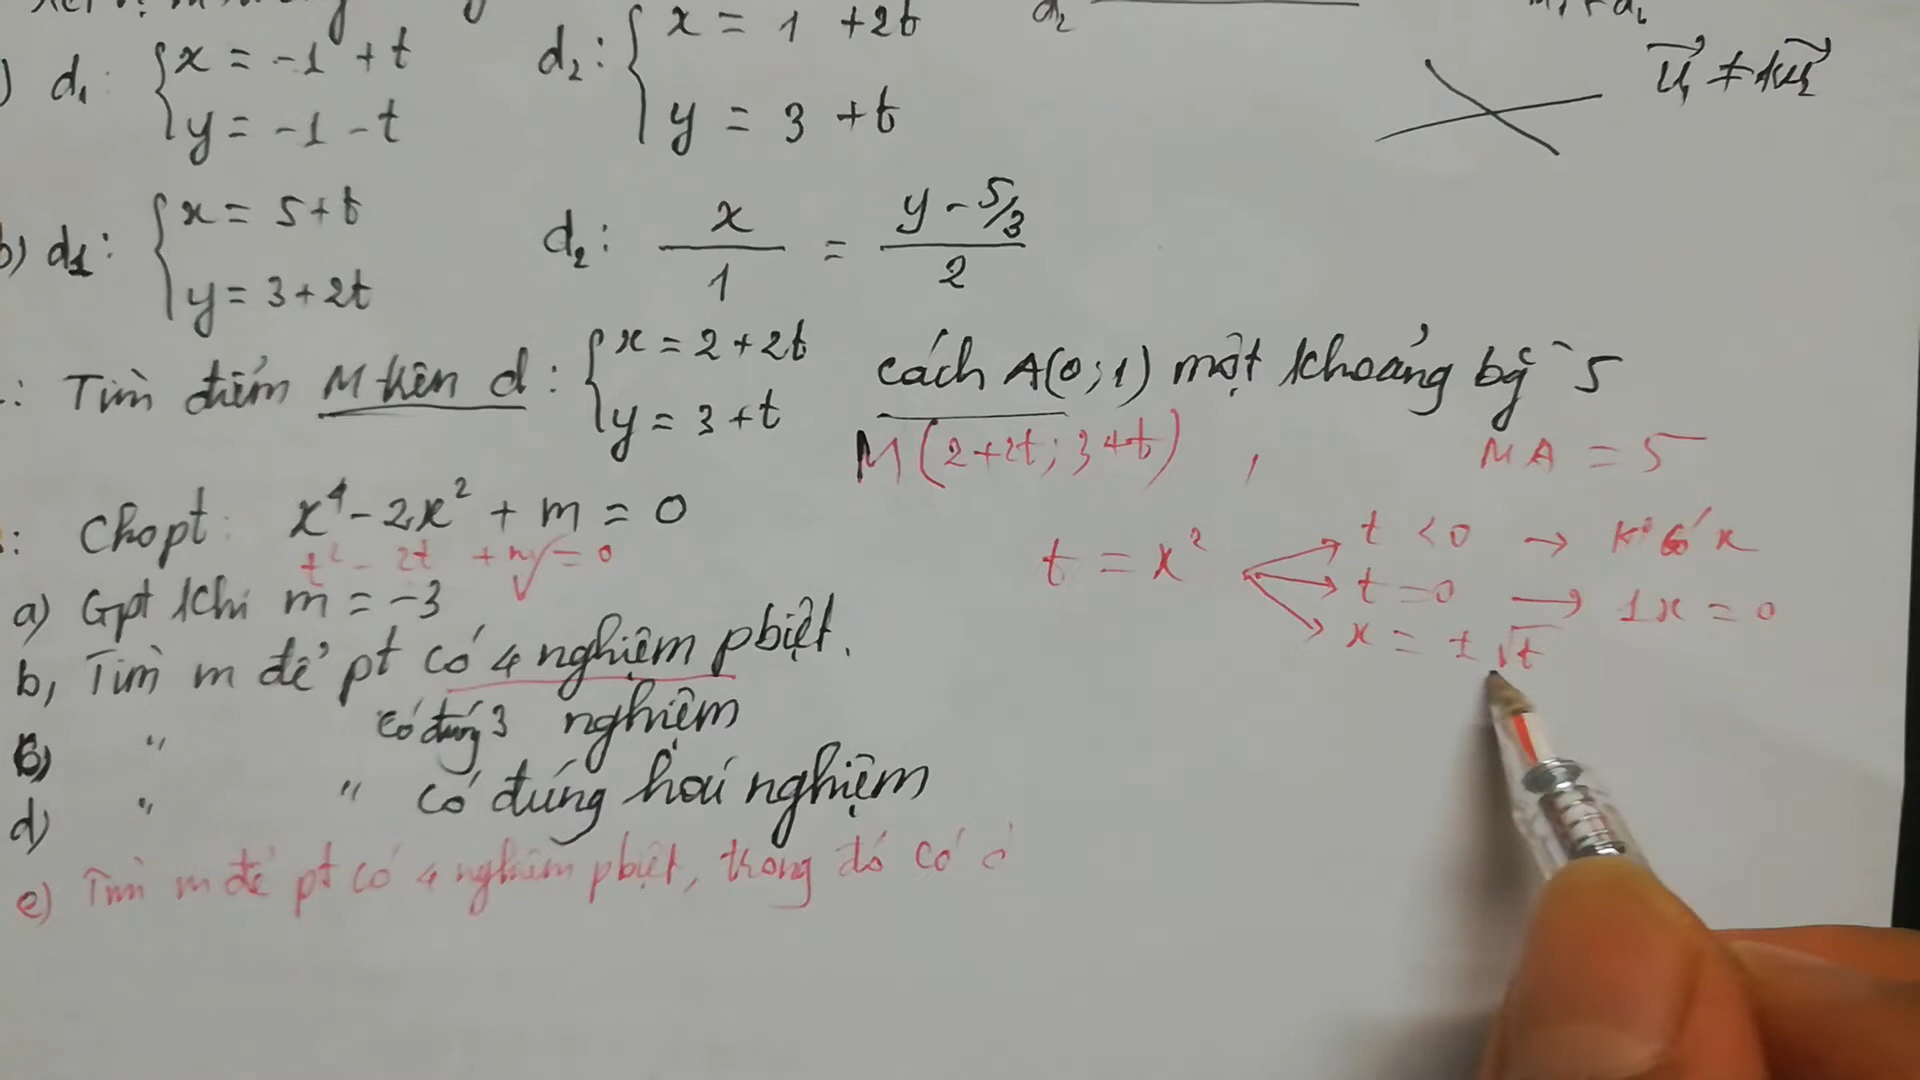 ) d₁: { x = -1 + t
y = -1 - t
d₂: { x = 1 + 2t
y = 3 + t
d₂
u₁ ≠ ku₂
b) d1: { x = 5 + t
y = 3 + 2t
d₂: x/1 = (y - 5/3)/2
: Tìm điểm M trên d: { x = 2 + 2t
y = 3 + t
cách A(0; 1) một khoảng bg 5
M(2+2t; 3+t) , MA = 5
: Cho pt: x⁴ - 2x² + m = 0
t² - 2t + m = 0
t = x²
t < 0 → K° có x
t = 0 → 1x = 0
x = ± √t
a) Gpt khi m = -3
b, Tìm m để pt có 4 nghiệm pbiệt.
c) " có đúng 3 nghiệm
d) " " có đúng hai nghiệm
e) Tìm m để pt có 4 nghiệm pbiệt, trong đó có